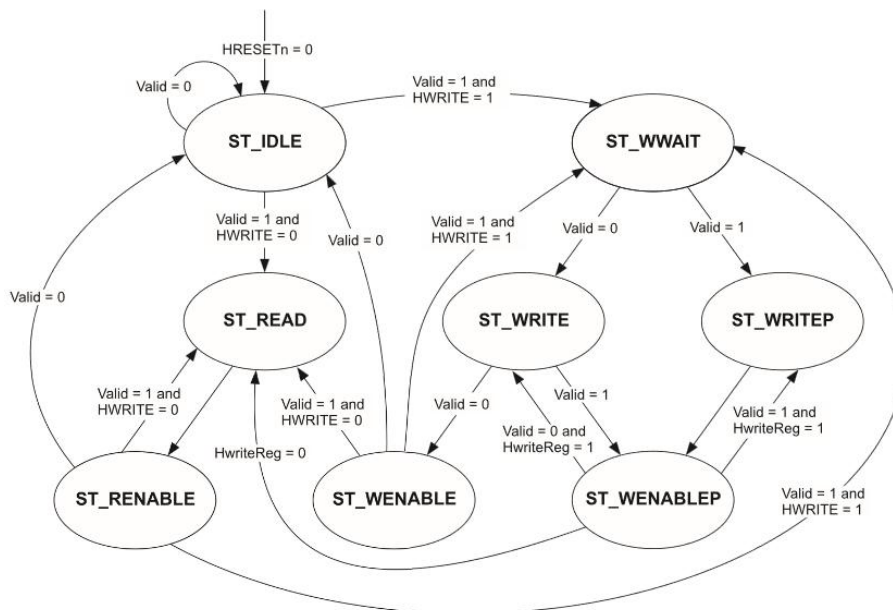 HRESETn = 0
Valid = 0
Valid = 1 and
HWRITE = 1
ST_IDLE
ST_WWAIT
Valid = 1 and
HWRITE = 0
Valid = 0
Valid = 1 and
HWRITE = 1
Valid = 0
Valid = 1
Valid = 0
ST_READ
ST_WRITE
ST_WRITEP
Valid = 1 and
HWRITE = 0
Valid = 1 and
HWRITE = 0
Valid = 0
Valid = 1
HwriteReg = 0
Valid = 0 and
HwriteReg = 1
Valid = 1 and
HwriteReg = 1
ST_RENABLE
ST_WENABLE
ST_WENABLEP
Valid = 1 and
HWRITE = 1